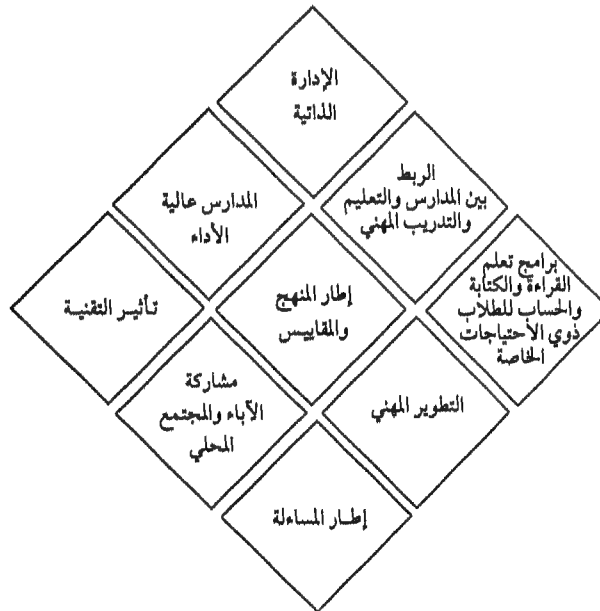 الإدارة
الذاتية
الربط
بين المدارس والتعليم
والتدريب المهني
المدارس عالية
الأداء
برامج تعلم
القراءة والكتابة
والحساب للطلاب
ذوي الاحتياجات
الخاصة
إطار المنهج
والمقاييس
تأثير التقنية
مشاركة
الآباء والمجتمع
المحلي
التطوير المهني
إطار المساءلة